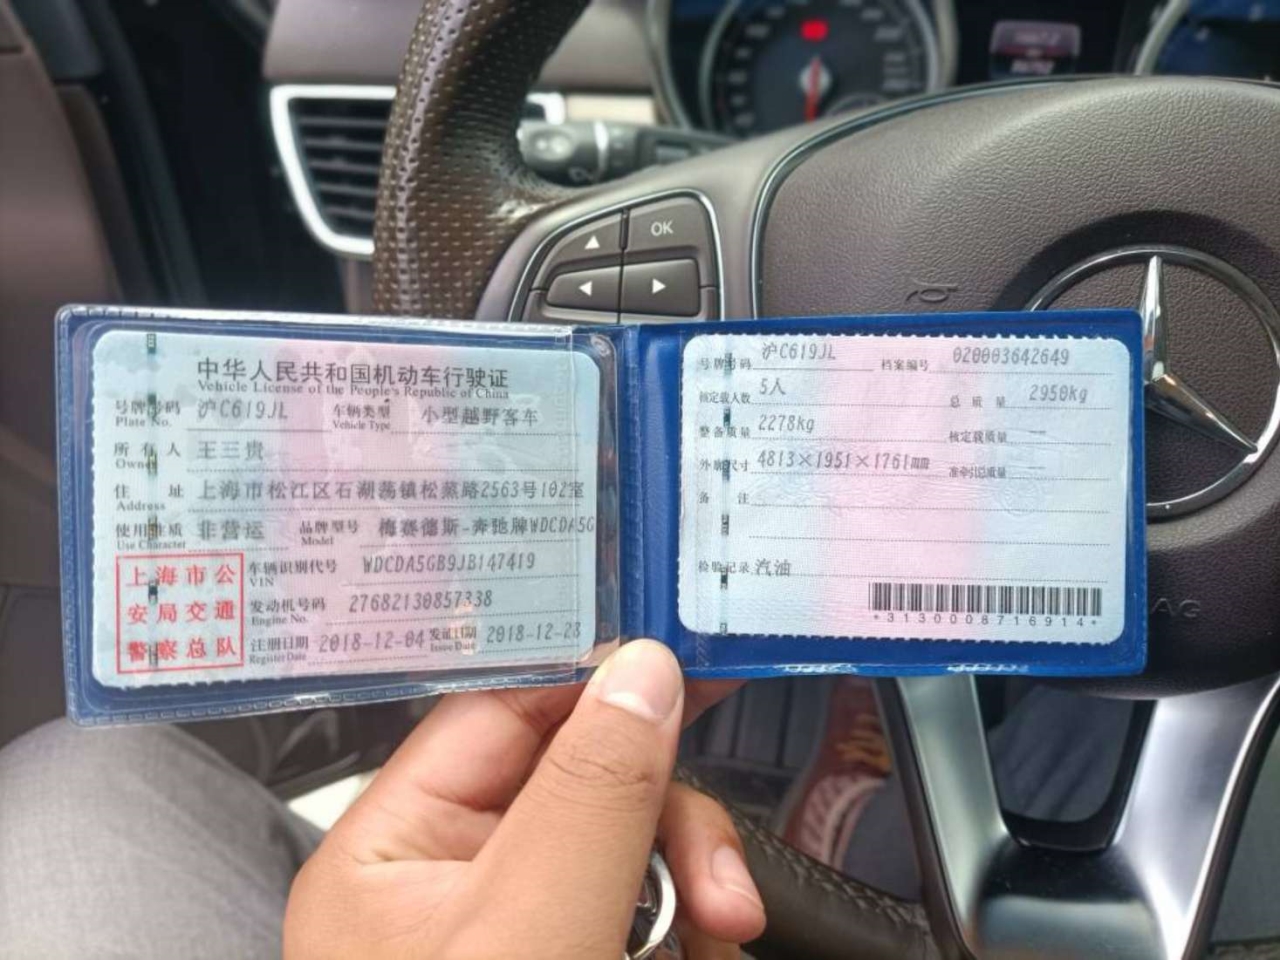 OK
中华人民共和国机动车行驶证
Vehicle License of the People's Republic of China
号牌号码 沪C619JL 车辆类型 小型越野客车
Plate No. Vehicle Type
所有人 王三贵
Owner
住址 上海市松江区石湖荡镇松蒸路2563号102室
Address
使用性质 非营运 品牌型号 梅赛德斯-奔驰牌WDCDA5G
Use Character Model
上海市公
安局交通
警察总队
车辆识别代号 WDCDA5GB9JB147419
VIN
发动机号码 27682130857338
Engine No.
注册日期 2018-12-04 发证日期 2018-12-28
Register Date Issue Date
号牌号码 沪C619JL 档案编号 020003642649
核定载人数 5人 总质量 2950kg
整备质量 2278kg 核定载质量 --
外廓尺寸 4813×1951×1761mm 准牵引总质量 --
备注
检验记录 汽油
*3130008716914*